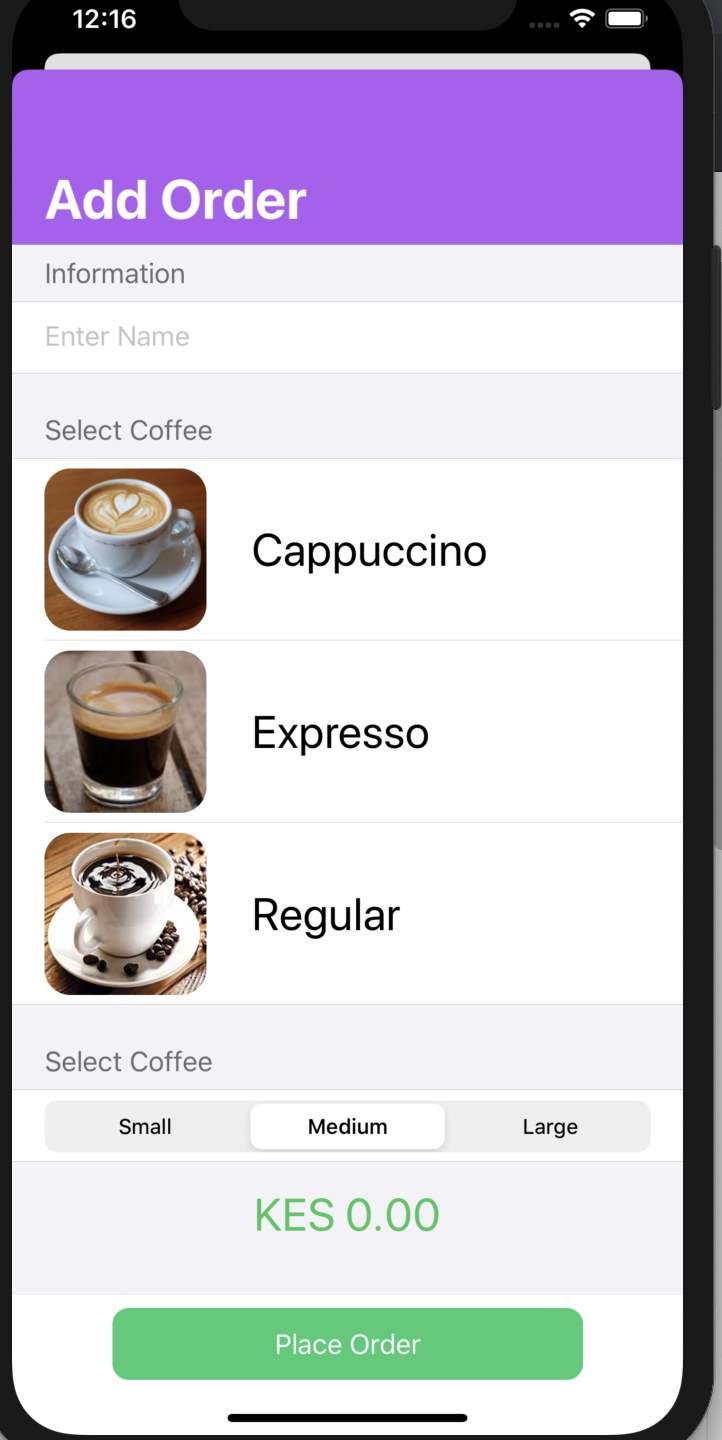 12:16
Add Order
Information
Enter Name
Select Coffee
Cappuccino
Expresso
Regular
Select Coffee
Small Medium Large
KES 0.00
Place Order